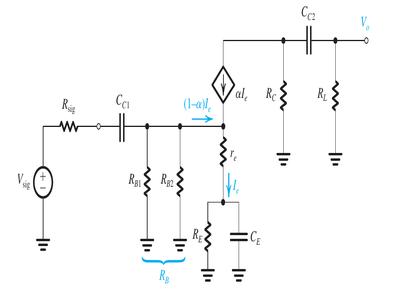 C_C2
V_o
αI_e
R_C
R_L
(1–α)I_e
R_sig
C_C1
r_e
V_sig
+
−
R_B1
R_B2
I_e
R_E
C_E
R_B